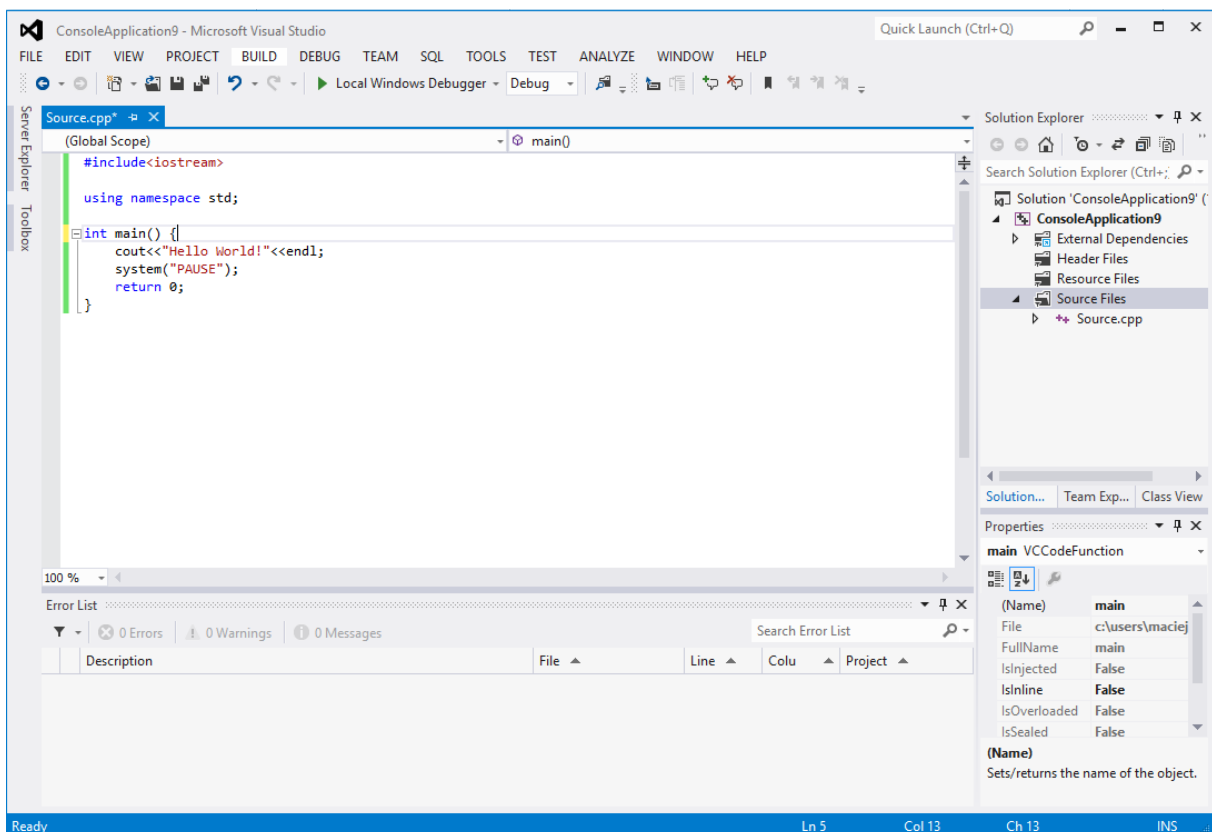 ConsoleApplication9 - Microsoft Visual Studio
Quick Launch (Ctrl+Q)
FILE EDIT VIEW PROJECT BUILD DEBUG TEAM SQL TOOLS TEST ANALYZE WINDOW HELP
Local Windows Debugger Debug
Server Explorer
Toolbox
Source.cpp*
(Global Scope) main()
#include<iostream>
using namespace std;
int main() {
cout<<"Hello World!"<<endl;
system("PAUSE");
return 0;
}
100 %
Error List
0 Errors 0 Warnings 0 Messages
Search Error List
Description File Line Colu Project
Solution Explorer
Search Solution Explorer (Ctrl+;
Solution 'ConsoleApplication9' (
ConsoleApplication9
External Dependencies
Header Files
Resource Files
Source Files
++ Source.cpp
Solution... Team Exp... Class View
Properties
main VCCodeFunction
(Name) main
File c:\users\maciej
FullName main
IsInjected False
IsInline False
IsOverloaded False
IsSealed False
(Name)
Sets/returns the name of the object.
Ready Ln 5 Col 13 Ch 13 INS